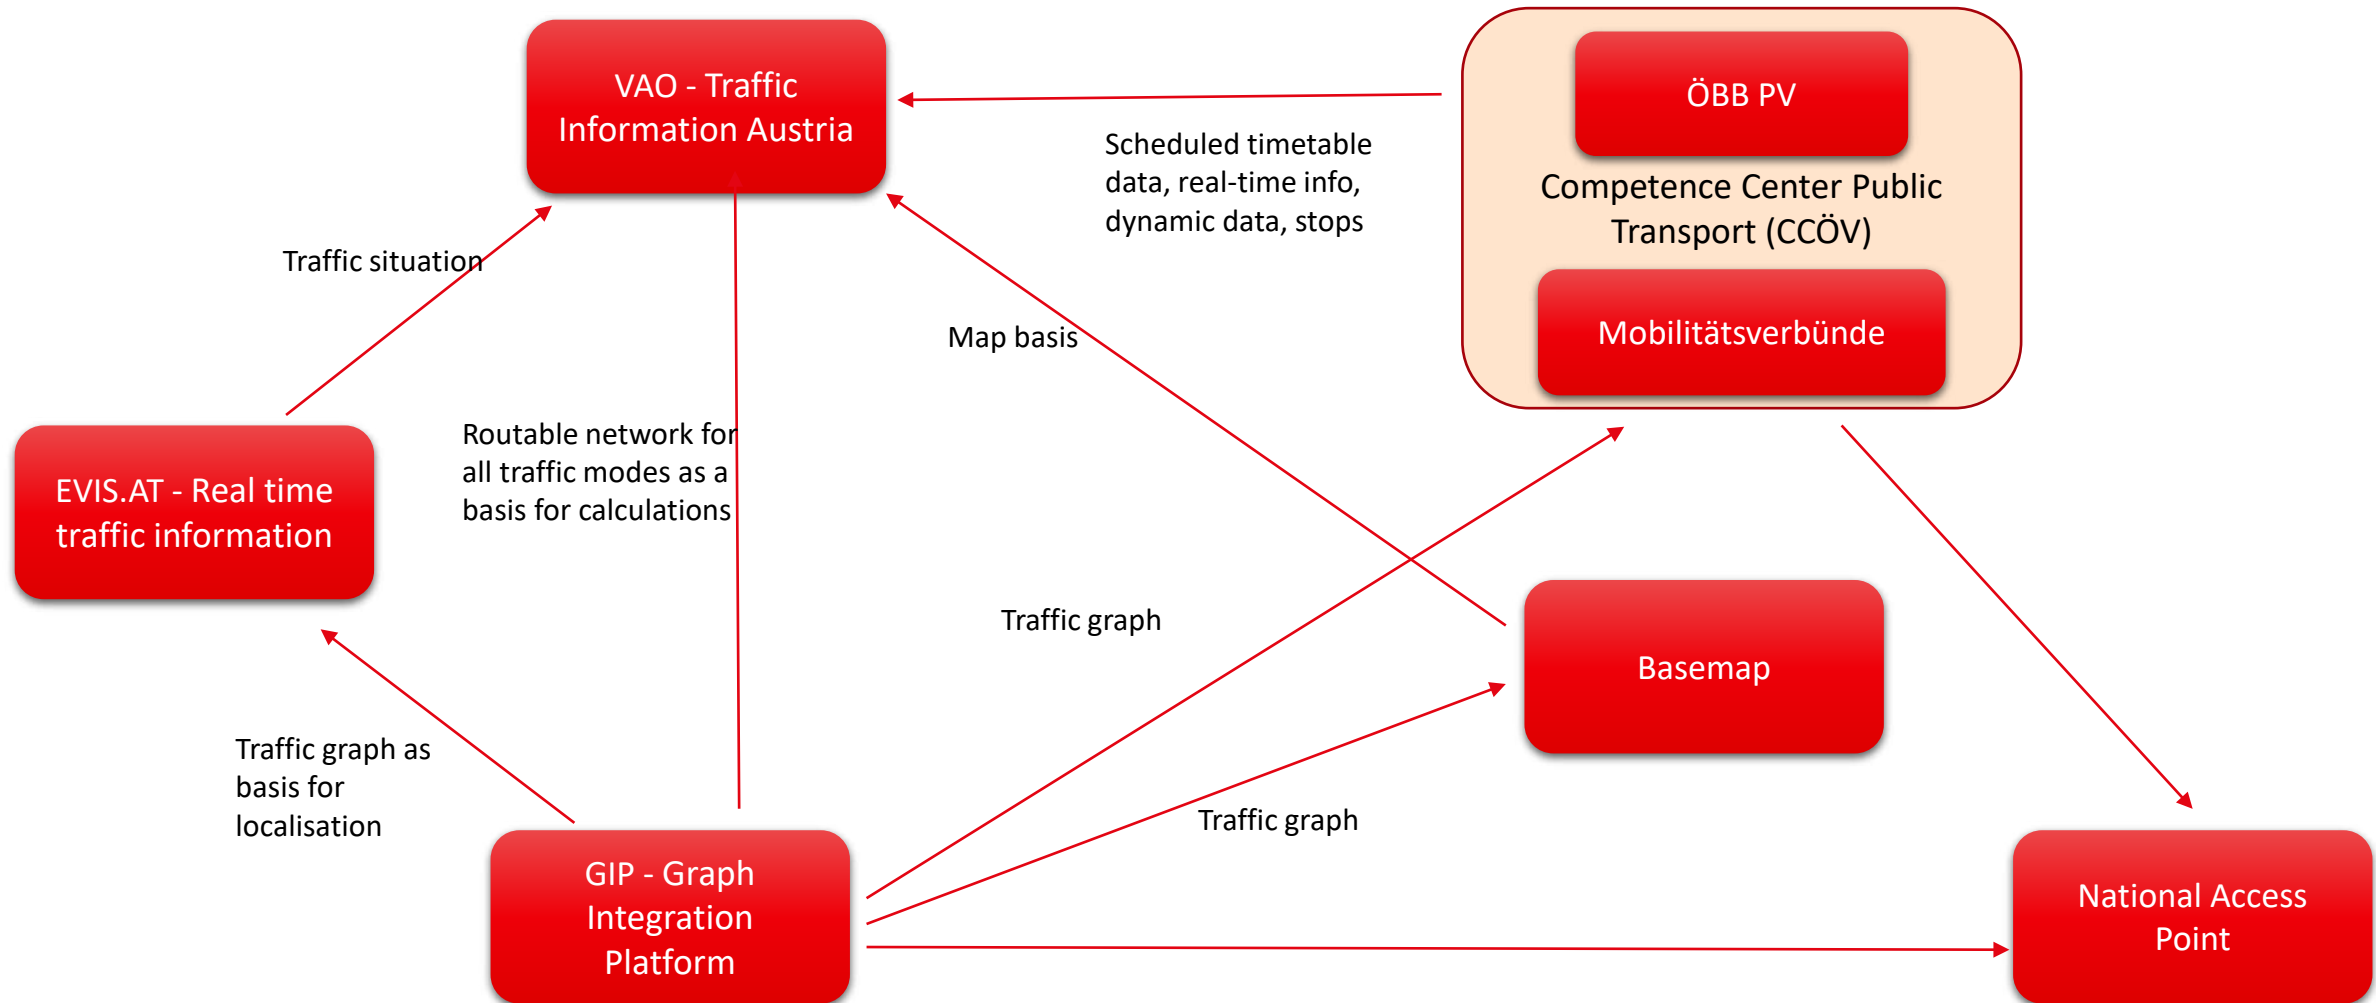 VAO - Traffic
Information Austria
ÖBB PV
Scheduled timetable
data, real-time info,
dynamic data, stops
Competence Center Public
Transport (CCÖV)
Mobilitätsverbünde
Traffic situation
Map basis
Routable network for
all traffic modes as a
basis for calculations
EVIS.AT - Real time
traffic information
Traffic graph
Basemap
Traffic graph as
basis for
localisation
Traffic graph
GIP - Graph
Integration
Platform
National Access
Point